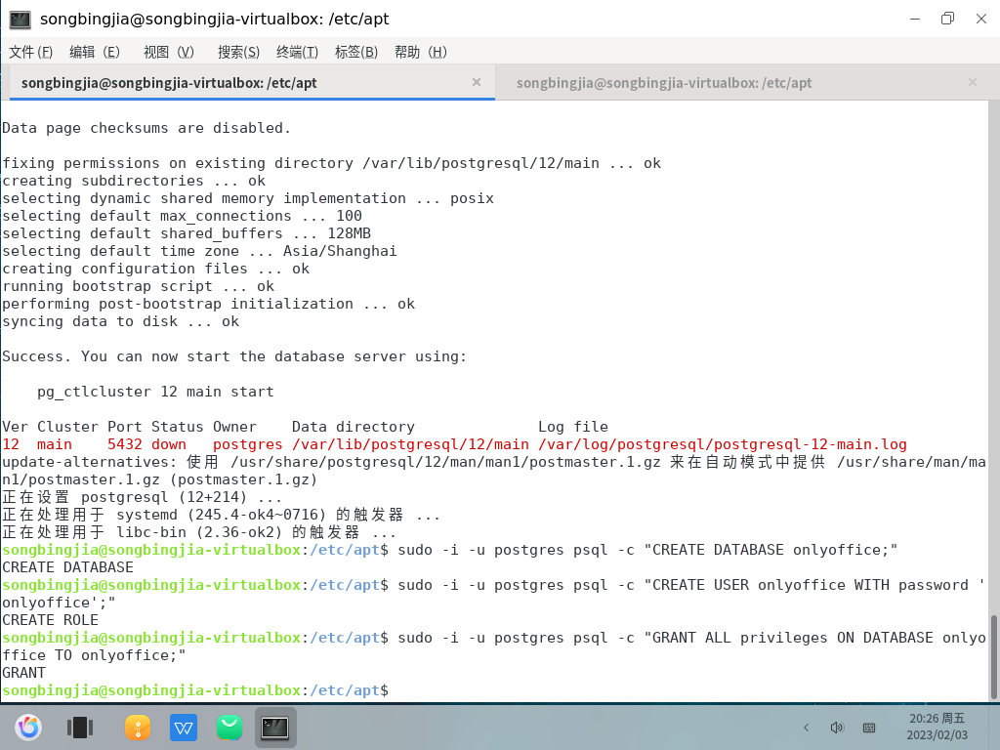 songbingjia@songbingjia-virtualbox: /etc/apt
文件(F) 编辑（E） 视图（V） 搜索(S) 终端(T) 标签(B) 帮助（H）
songbingjia@songbingjia-virtualbox: /etc/apt × songbingjia@songbingjia-virtualbox: /etc/apt ×
Data page checksums are disabled.
fixing permissions on existing directory /var/lib/postgresql/12/main ... ok
creating subdirectories ... ok
selecting dynamic shared memory implementation ... posix
selecting default max_connections ... 100
selecting default shared_buffers ... 128MB
selecting default time zone ... Asia/Shanghai
creating configuration files ... ok
running bootstrap script ... ok
performing post-bootstrap initialization ... ok
syncing data to disk ... ok
Success. You can now start the database server using:
    pg_ctlcluster 12 main start
Ver Cluster Port Status Owner    Data directory              Log file
12  main    5432 down   postgres /var/lib/postgresql/12/main /var/log/postgresql/postgresql-12-main.log
update-alternatives: 使用 /usr/share/postgresql/12/man/man1/postmaster.1.gz 来在自动模式中提供 /usr/share/man/ma
n1/postmaster.1.gz (postmaster.1.gz)
正在设置 postgresql (12+214) ...
正在处理用于 systemd (245.4-ok4~0716) 的触发器 ...
正在处理用于 libc-bin (2.36-ok2) 的触发器 ...
songbingjia@songbingjia-virtualbox:/etc/apt$ sudo -i -u postgres psql -c "CREATE DATABASE onlyoffice;"
CREATE DATABASE
songbingjia@songbingjia-virtualbox:/etc/apt$ sudo -i -u postgres psql -c "CREATE USER onlyoffice WITH password '
onlyoffice';"
CREATE ROLE
songbingjia@songbingjia-virtualbox:/etc/apt$ sudo -i -u postgres psql -c "GRANT ALL privileges ON DATABASE onlyo
ffice TO onlyoffice;"
GRANT
songbingjia@songbingjia-virtualbox:/etc/apt$
20:26 周五
2023/02/03